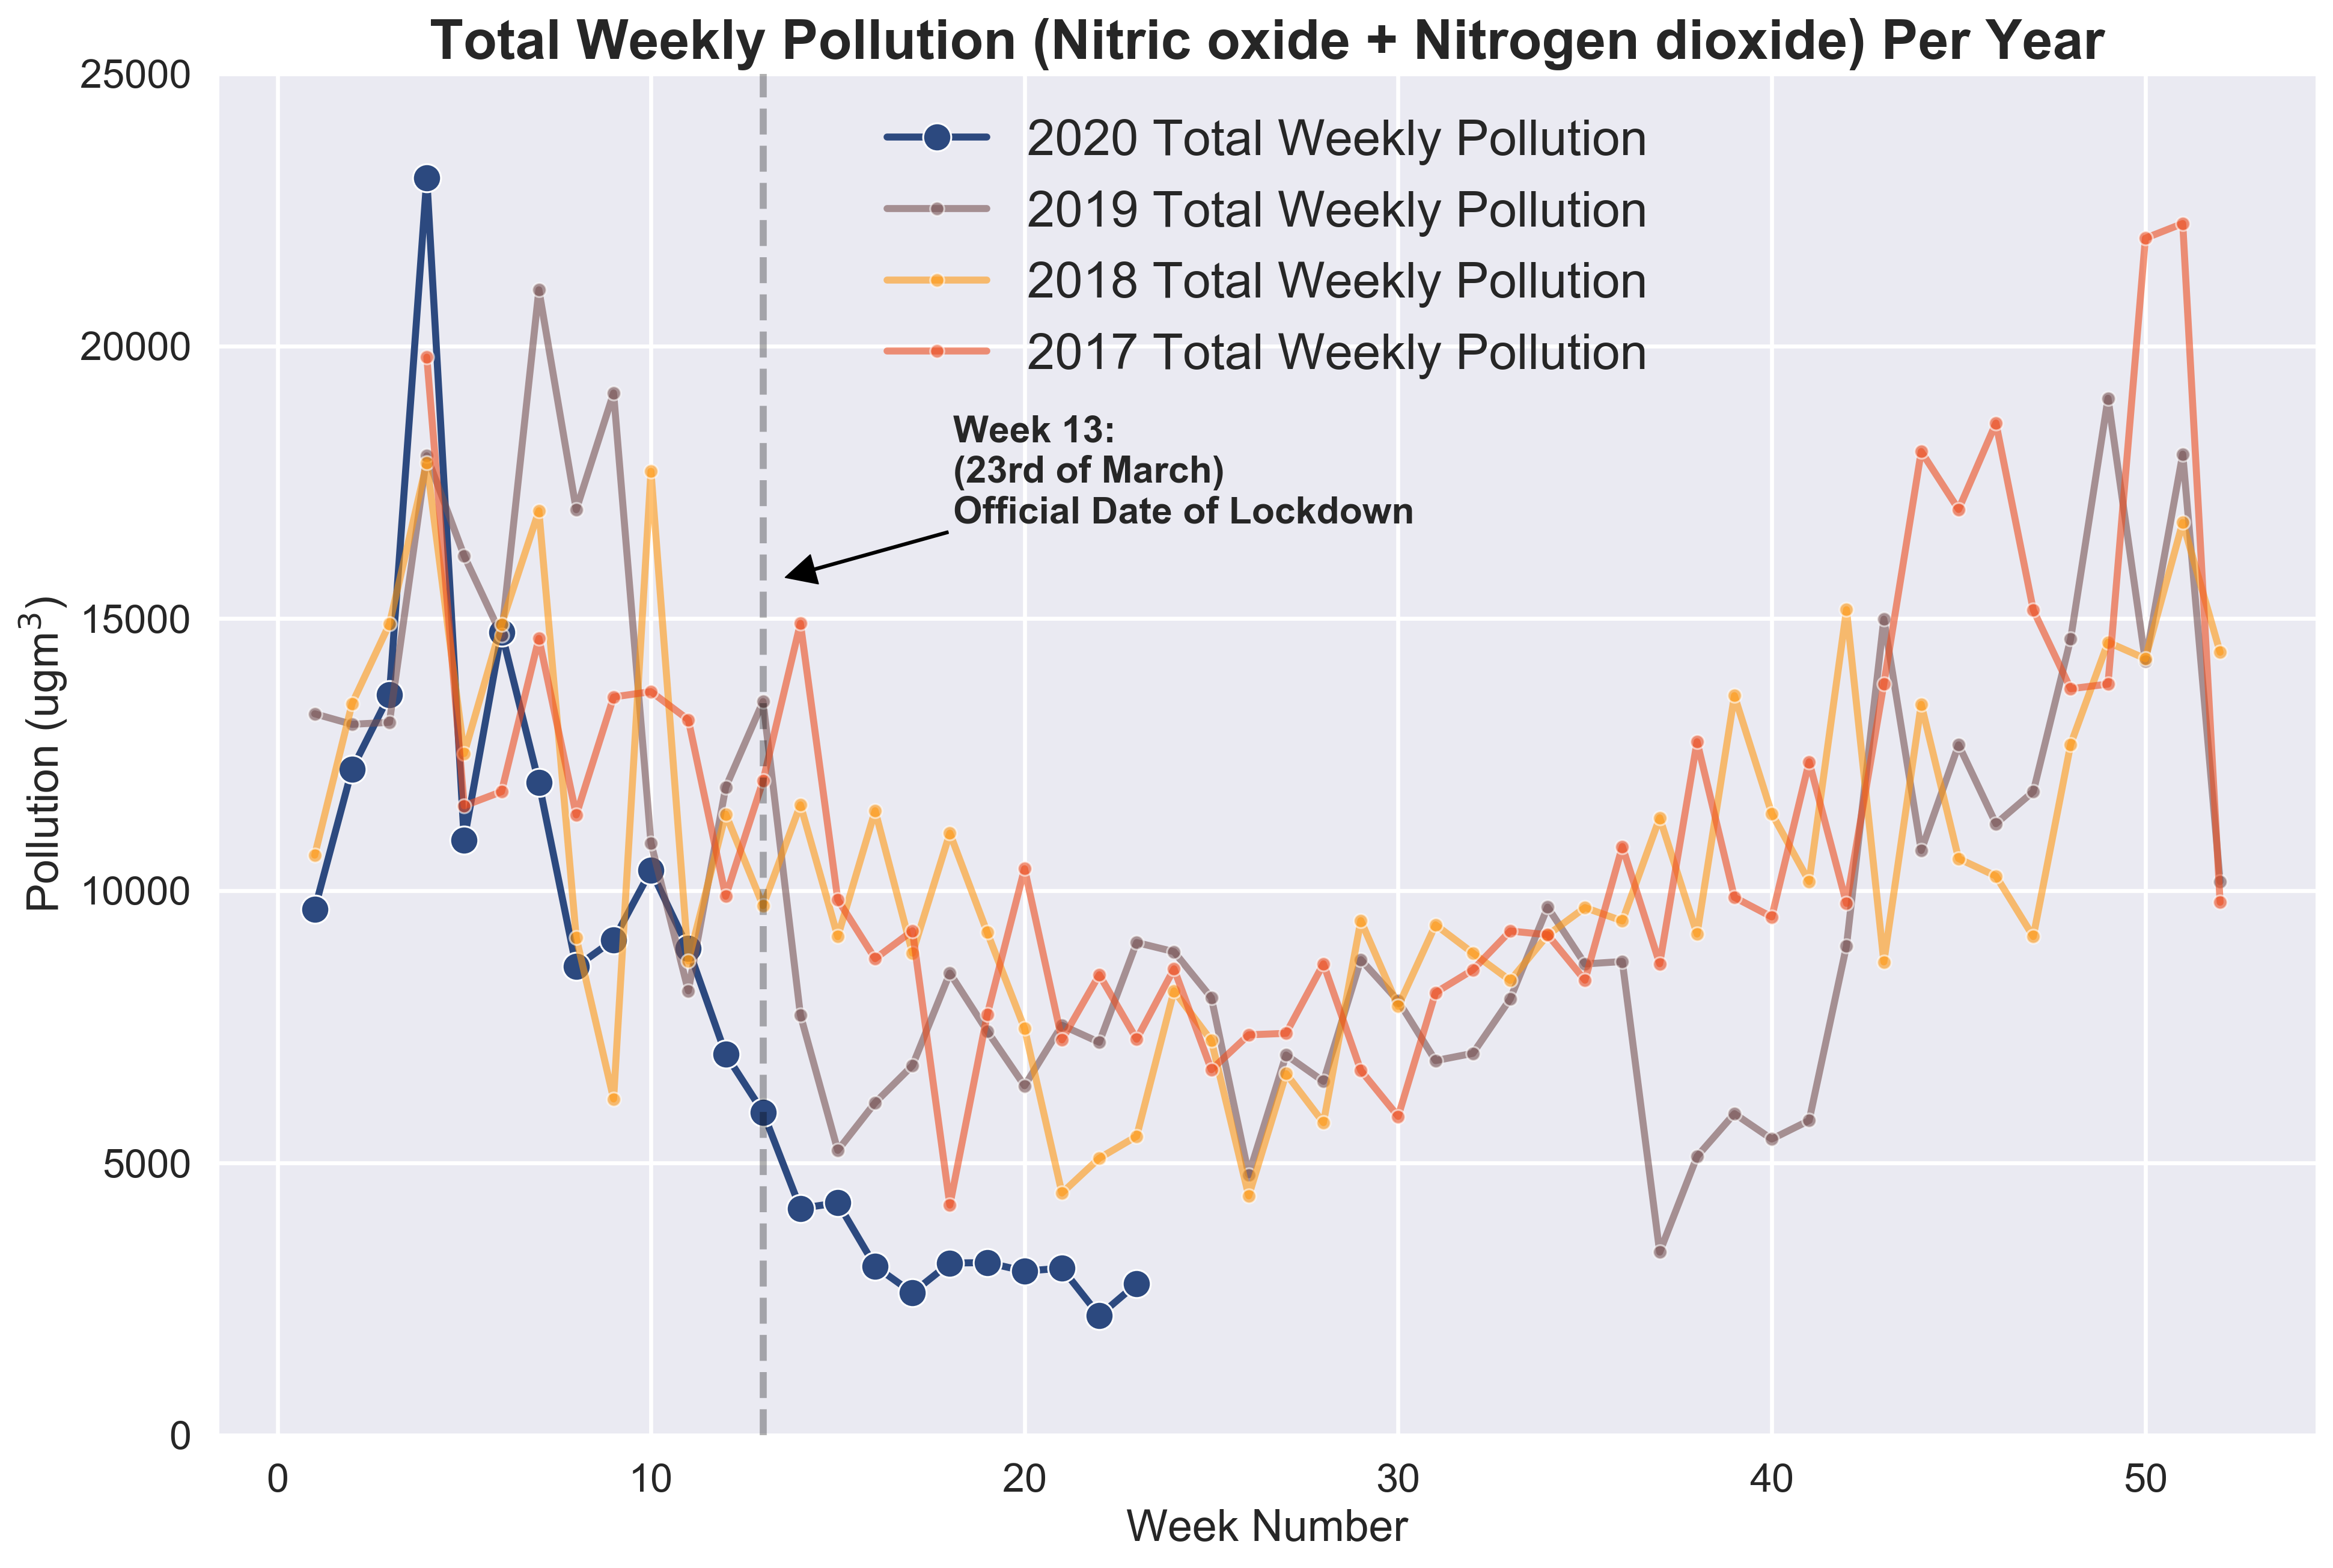 Total Weekly Pollution (Nitric oxide + Nitrogen dioxide) Per Year
25000
20000
15000
10000
5000
0
Pollution (ugm³)
2020 Total Weekly Pollution
2019 Total Weekly Pollution
2018 Total Weekly Pollution
2017 Total Weekly Pollution
Week 13:
(23rd of March)
Official Date of Lockdown
0 10 20 30 40 50
Week Number